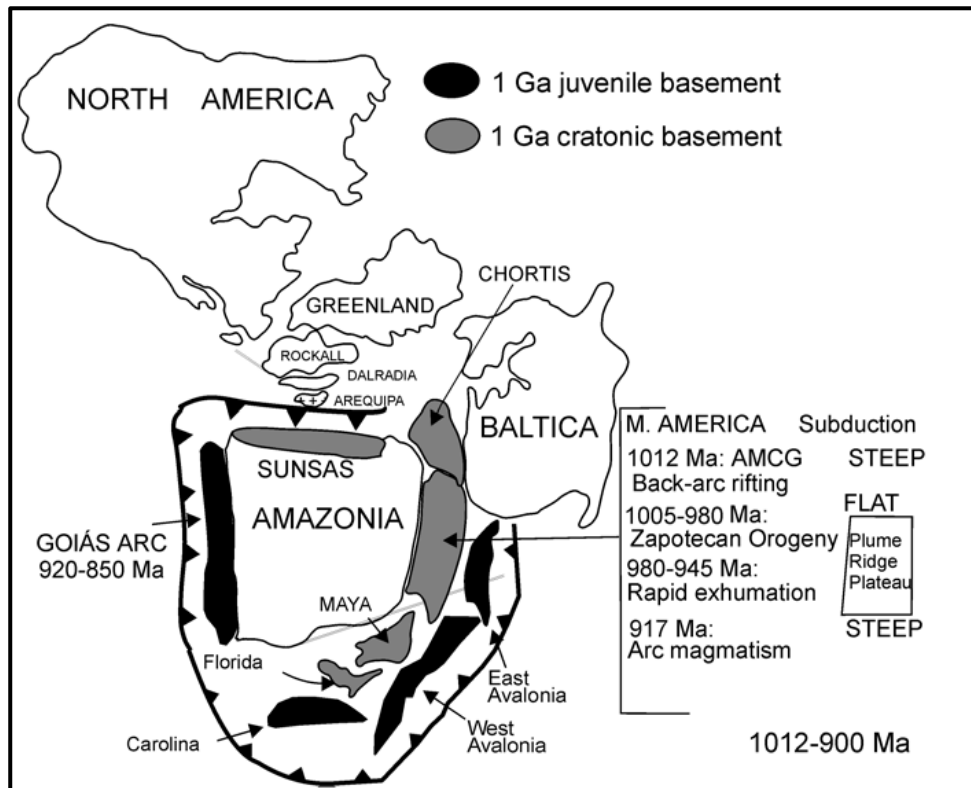 NORTH AMERICA
1 Ga juvenile basement
1 Ga cratonic basement
CHORTIS
GREENLAND
ROCKALL
DALRADIA
AREQUIPA
BALTICA
SUNSAS
AMAZONIA
GOIÁS ARC
920-850 Ma
MAYA
Florida
Carolina
East
Avalonia
West
Avalonia
M. AMERICA Subduction
1012 Ma: AMCG STEEP
Back-arc rifting
FLAT
1005-980 Ma:
Zapotecan Orogeny
980-945 Ma:
Rapid exhumation
Plume
Ridge
Plateau
917 Ma: STEEP
Arc magmatism
1012-900 Ma